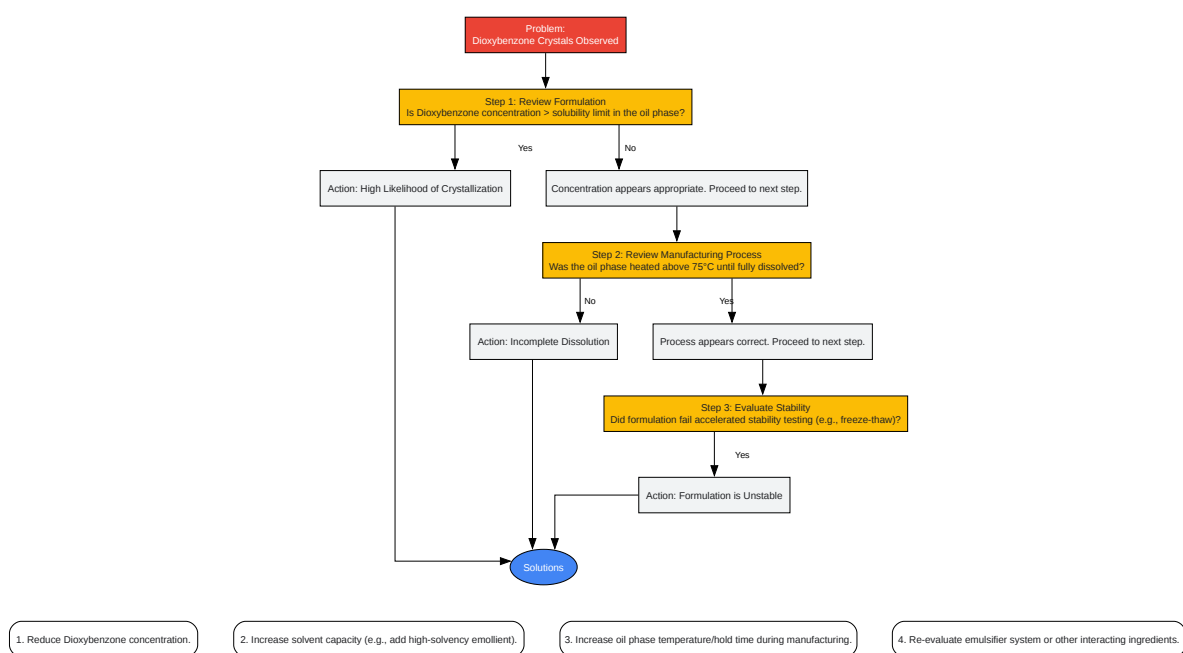 Problem:
Dioxybenzone Crystals Observed
Step 1: Review Formulation
Is Dioxybenzone concentration > solubility limit in the oil phase?
Yes
No
Action: High Likelihood of Crystallization
Concentration appears appropriate. Proceed to next step.
Step 2: Review Manufacturing Process
Was the oil phase heated above 75°C until fully dissolved?
No
Yes
Action: Incomplete Dissolution
Process appears correct. Proceed to next step.
Step 3: Evaluate Stability
Did formulation fail accelerated stability testing (e.g., freeze-thaw)?
Yes
Action: Formulation is Unstable
Solutions
1. Reduce Dioxybenzone concentration.
2. Increase solvent capacity (e.g., add high-solvency emollient).
3. Increase oil phase temperature/hold time during manufacturing.
4. Re-evaluate emulsifier system or other interacting ingredients.